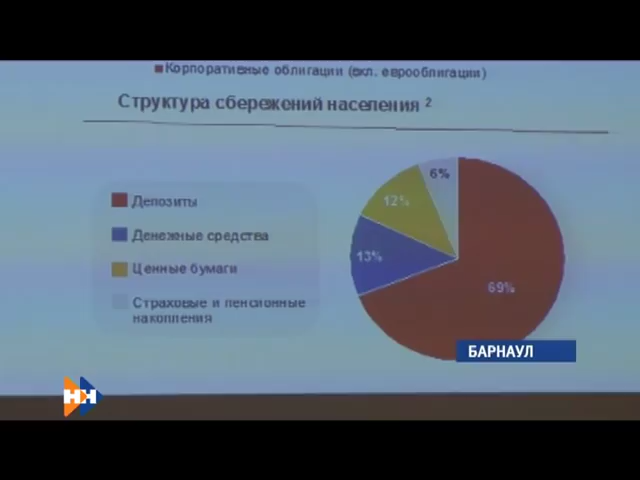 Корпоративные облигации (вкл. еврооблигации)
Структура сбережений населения 2
Депозиты
Денежные средства
Ценные бумаги
Страховые и пенсионные
накопления
6%
12%
13%
69%
БАРНАУЛ
НН